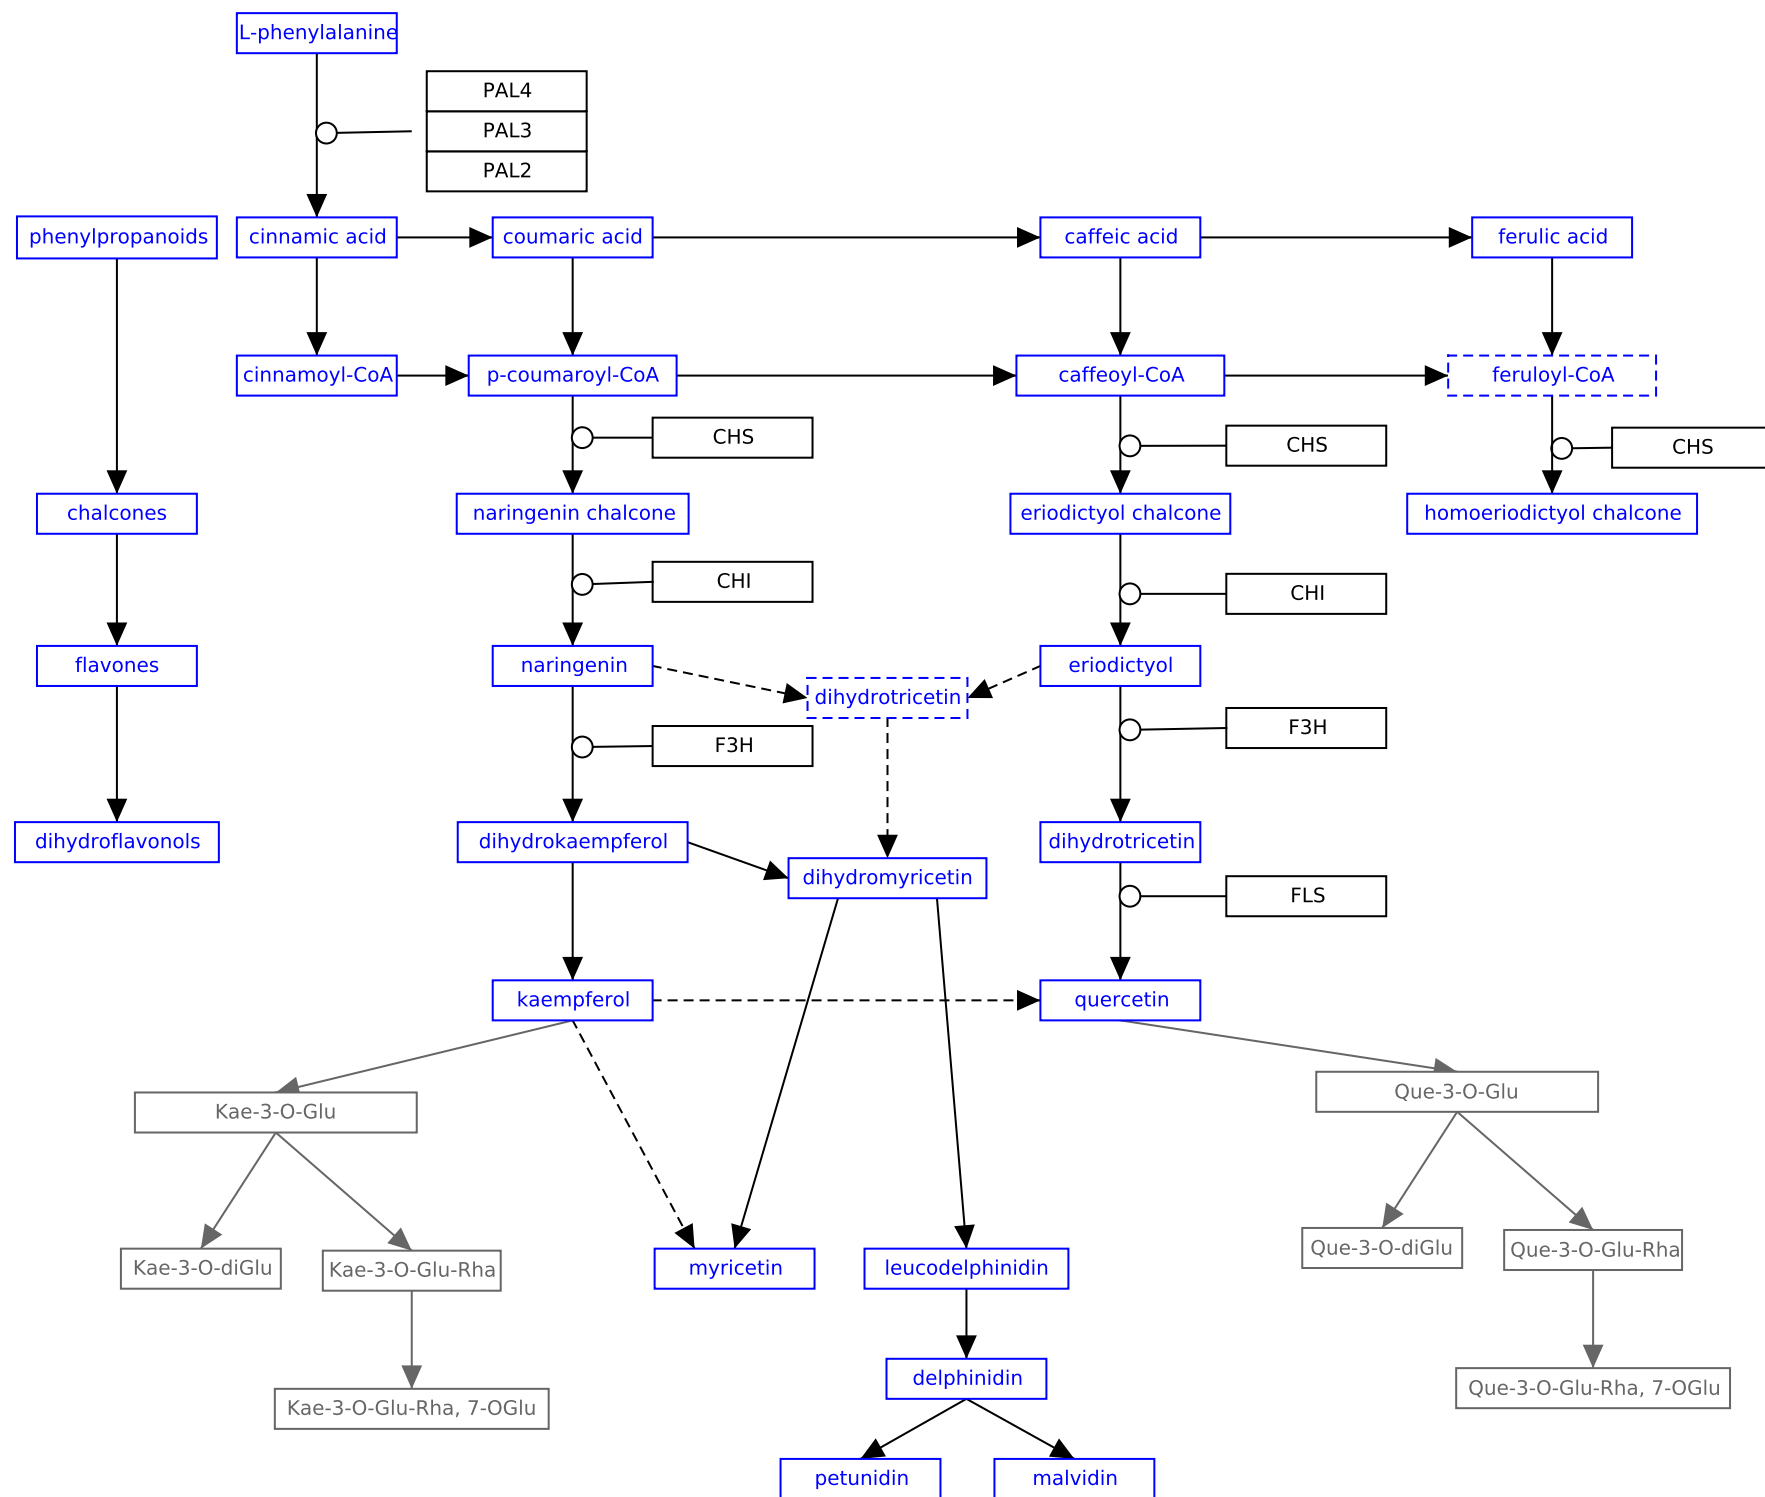 L-phenylalanine
PAL4
PAL3
PAL2
phenylpropanoids
cinnamic acid
coumaric acid
caffeic acid
ferulic acid
cinnamoyl-CoA
p-coumaroyl-CoA
caffeoyl-CoA
feruloyl-CoA
CHS
CHS
CHS
chalcones
naringenin chalcone
eriodictyol chalcone
homoeriodictyol chalcone
CHI
CHI
flavones
naringenin
eriodictyol
dihydrotricetin
F3H
F3H
dihydroflavonols
dihydrokaempferol
dihydrotricetin
dihydromyricetin
FLS
kaempferol
quercetin
Kae-3-O-Glu
Que-3-O-Glu
Kae-3-O-diGlu
Kae-3-O-Glu-Rha
myricetin
leucodelphinidin
Que-3-O-diGlu
Que-3-O-Glu-Rha
delphinidin
Kae-3-O-Glu-Rha, 7-OGlu
Que-3-O-Glu-Rha, 7-OGlu
petunidin
malvidin